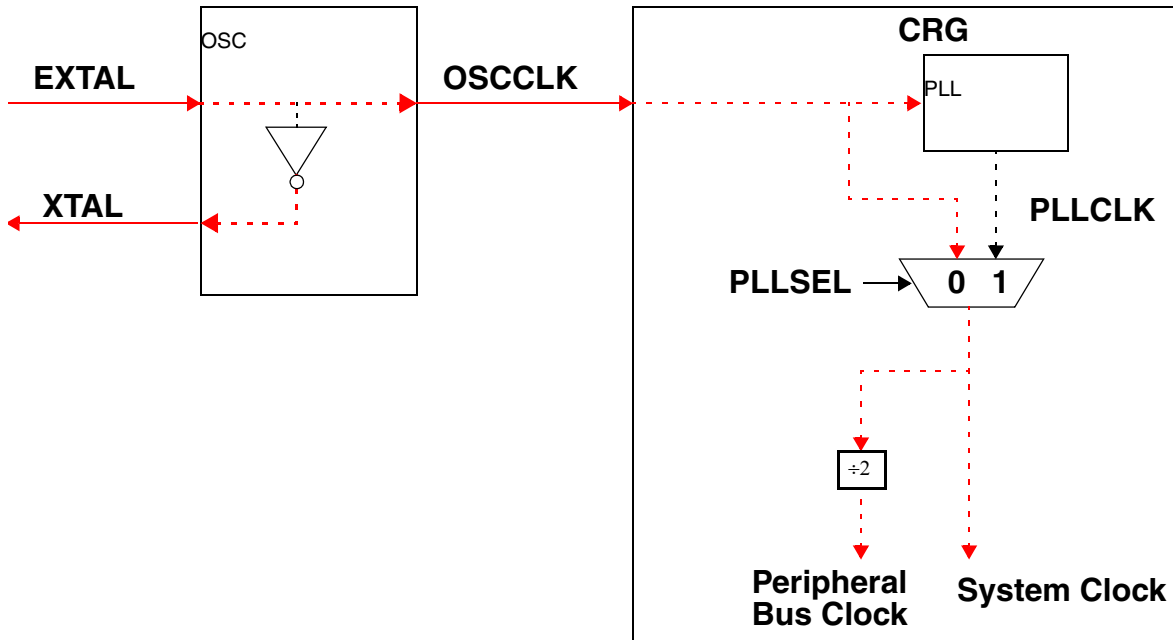 CRG
OSC
EXTAL
OSCCLK
PLL
XTAL
PLLCLK
PLLSEL
0 1
÷2
Peripheral
Bus Clock
System Clock